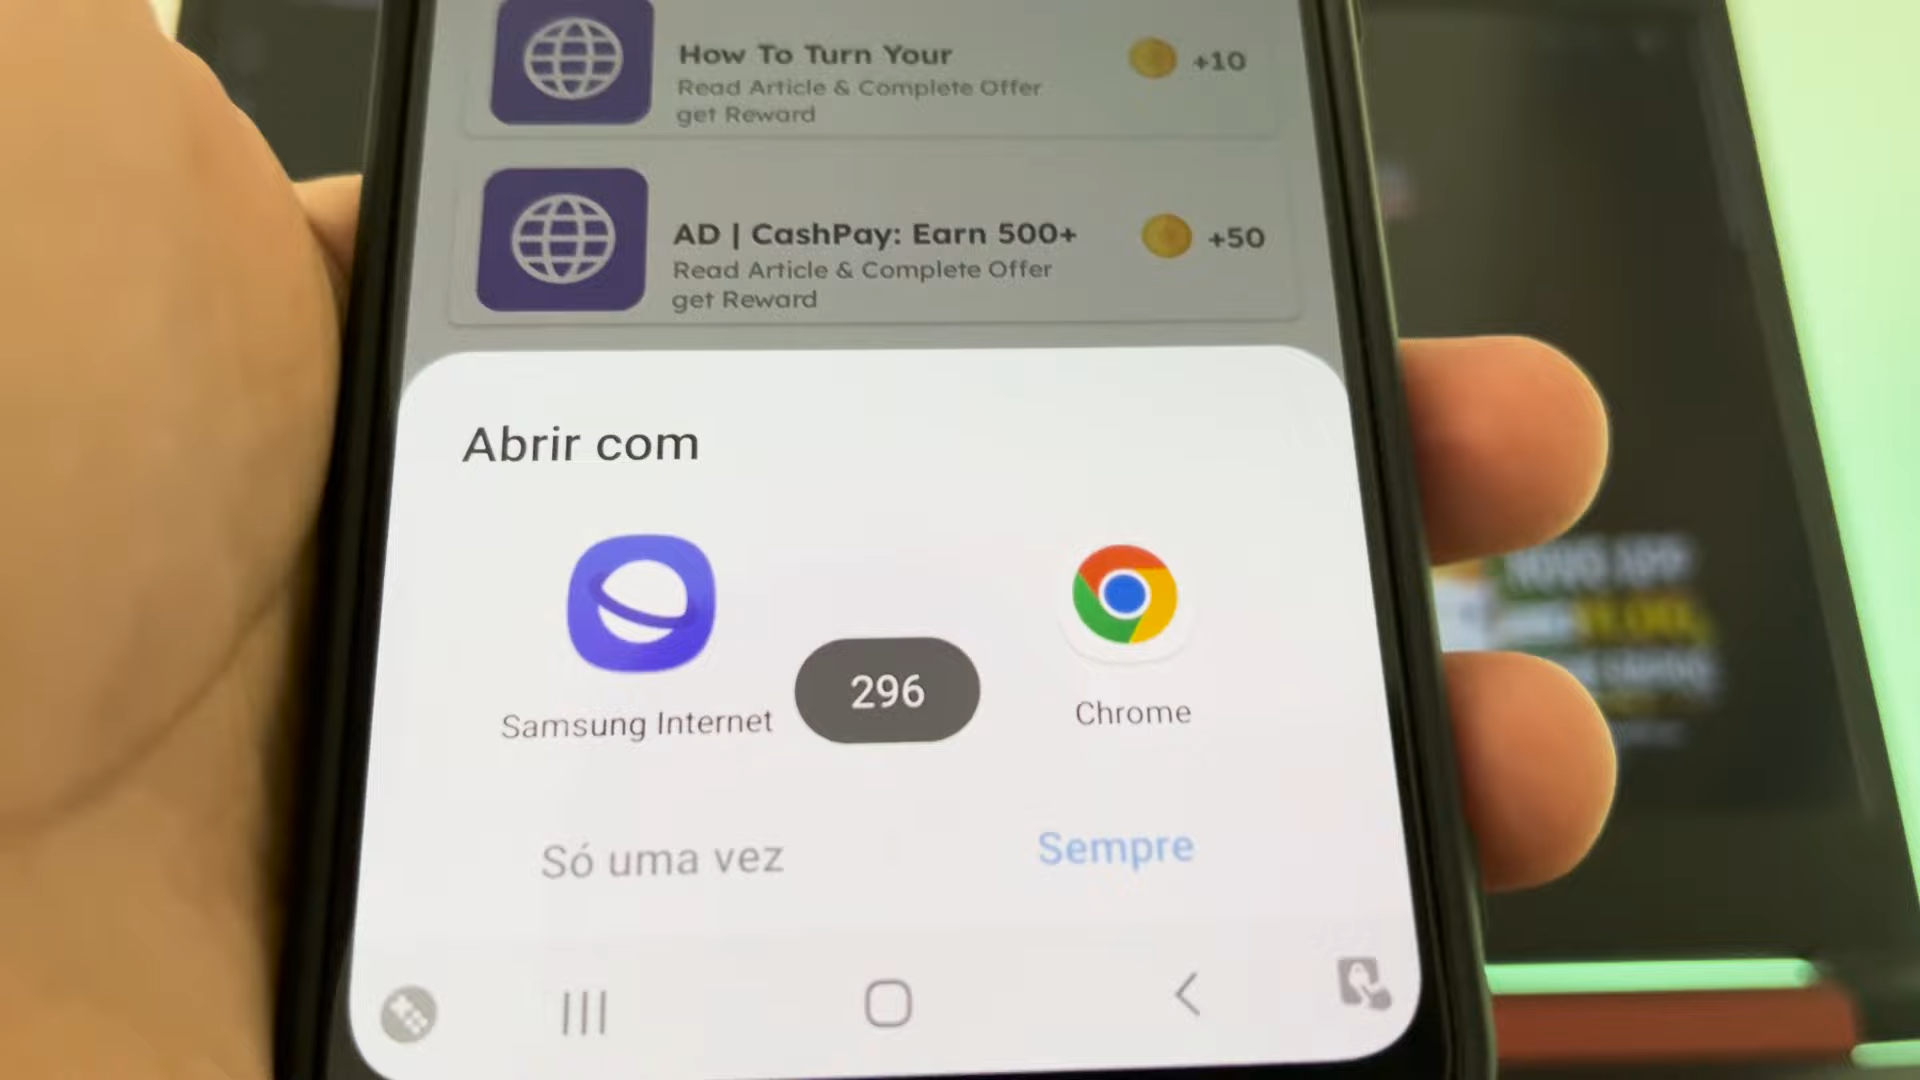 How To Turn Your
+10
Read Article & Complete Offer
get Reward
AD | CashPay: Earn 500+
+50
Read Article & Complete Offer
get Reward
Abrir com
296
Samsung Internet
Chrome
Só uma vez
Sempre